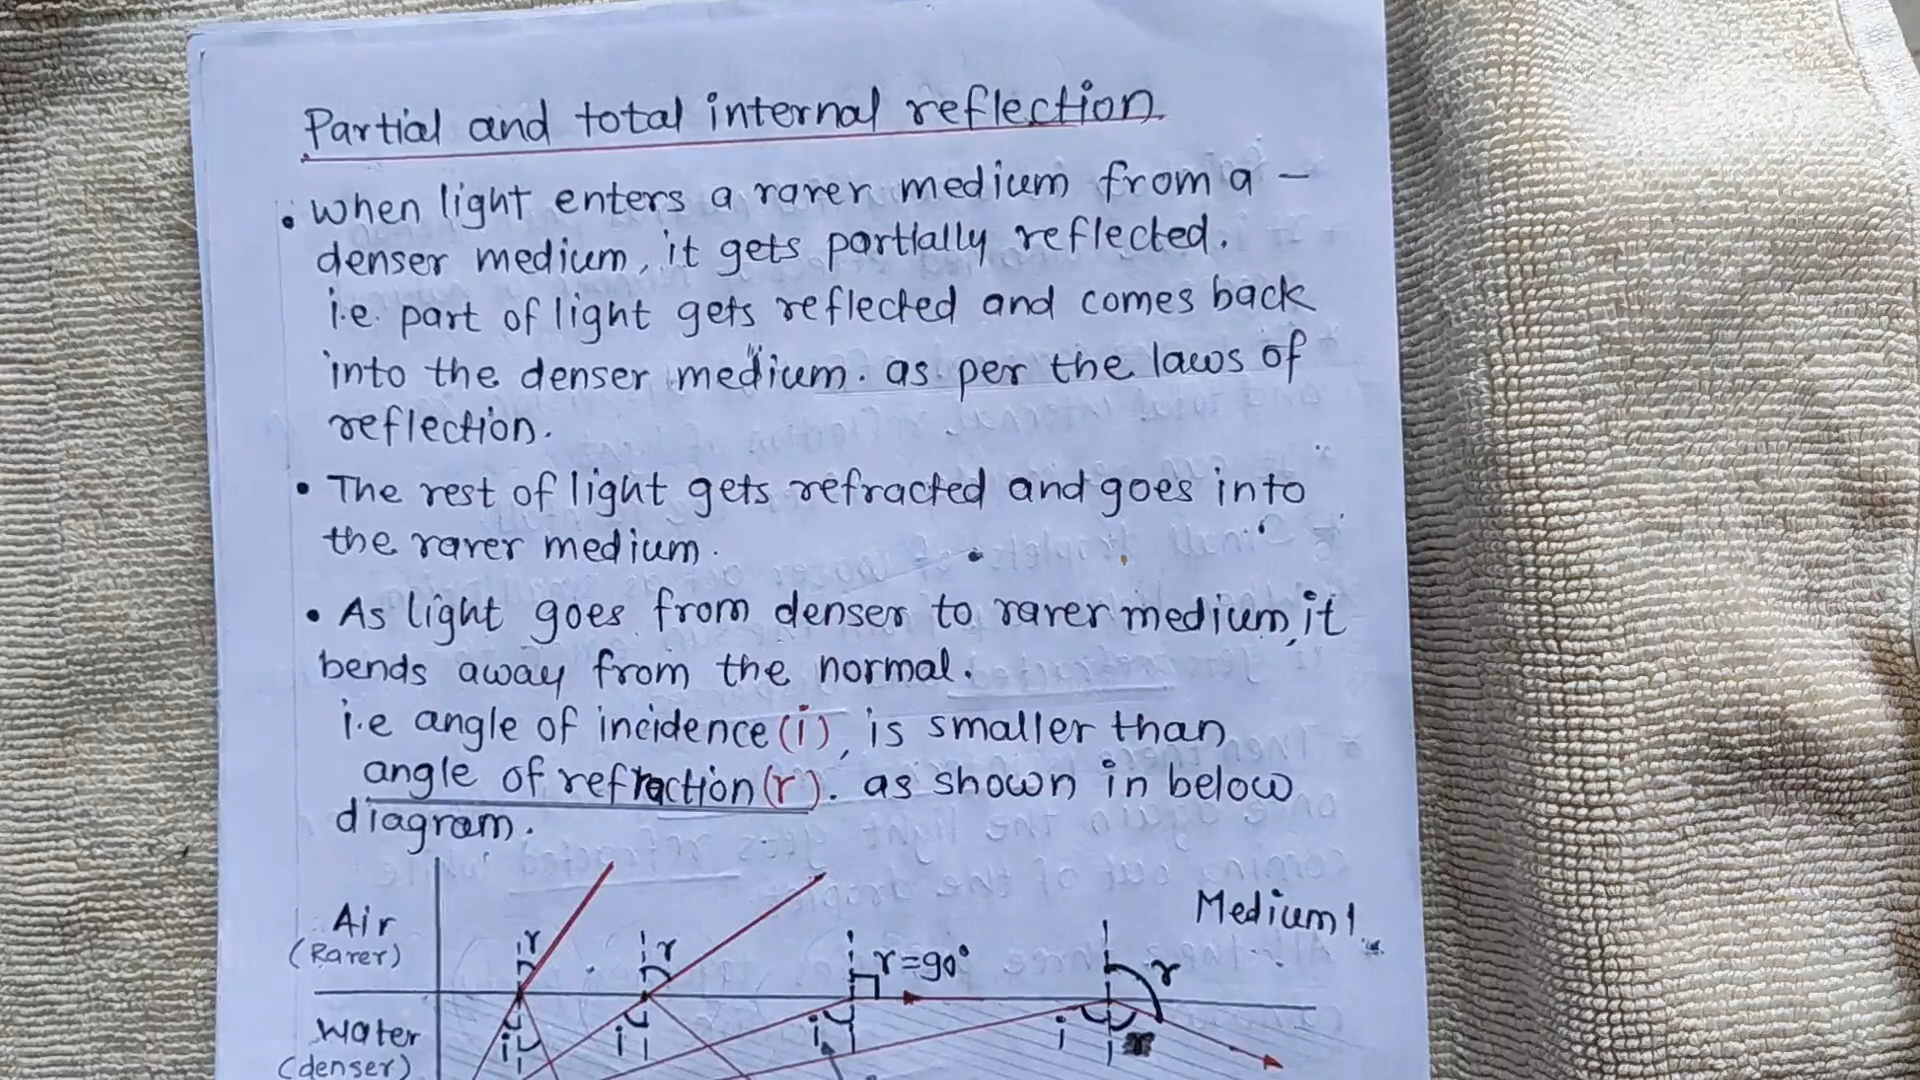 Partial and total internal reflection
• When light enters a rarer medium from a –
denser medium, it gets partially reflected.
i.e. part of light gets reflected and comes back
into the denser medium. as per the laws of
reflection.
• The rest of light gets refracted and goes into
the rarer medium.
• As light goes from denser to rarer medium, it
bends away from the normal.
i.e angle of incidence (i), is smaller than
angle of refraction (r). as shown in below
diagram.
Medium 1
Air
(Rarer)
r
r
r=90°
r
Water
(denser)
i
i
i
i